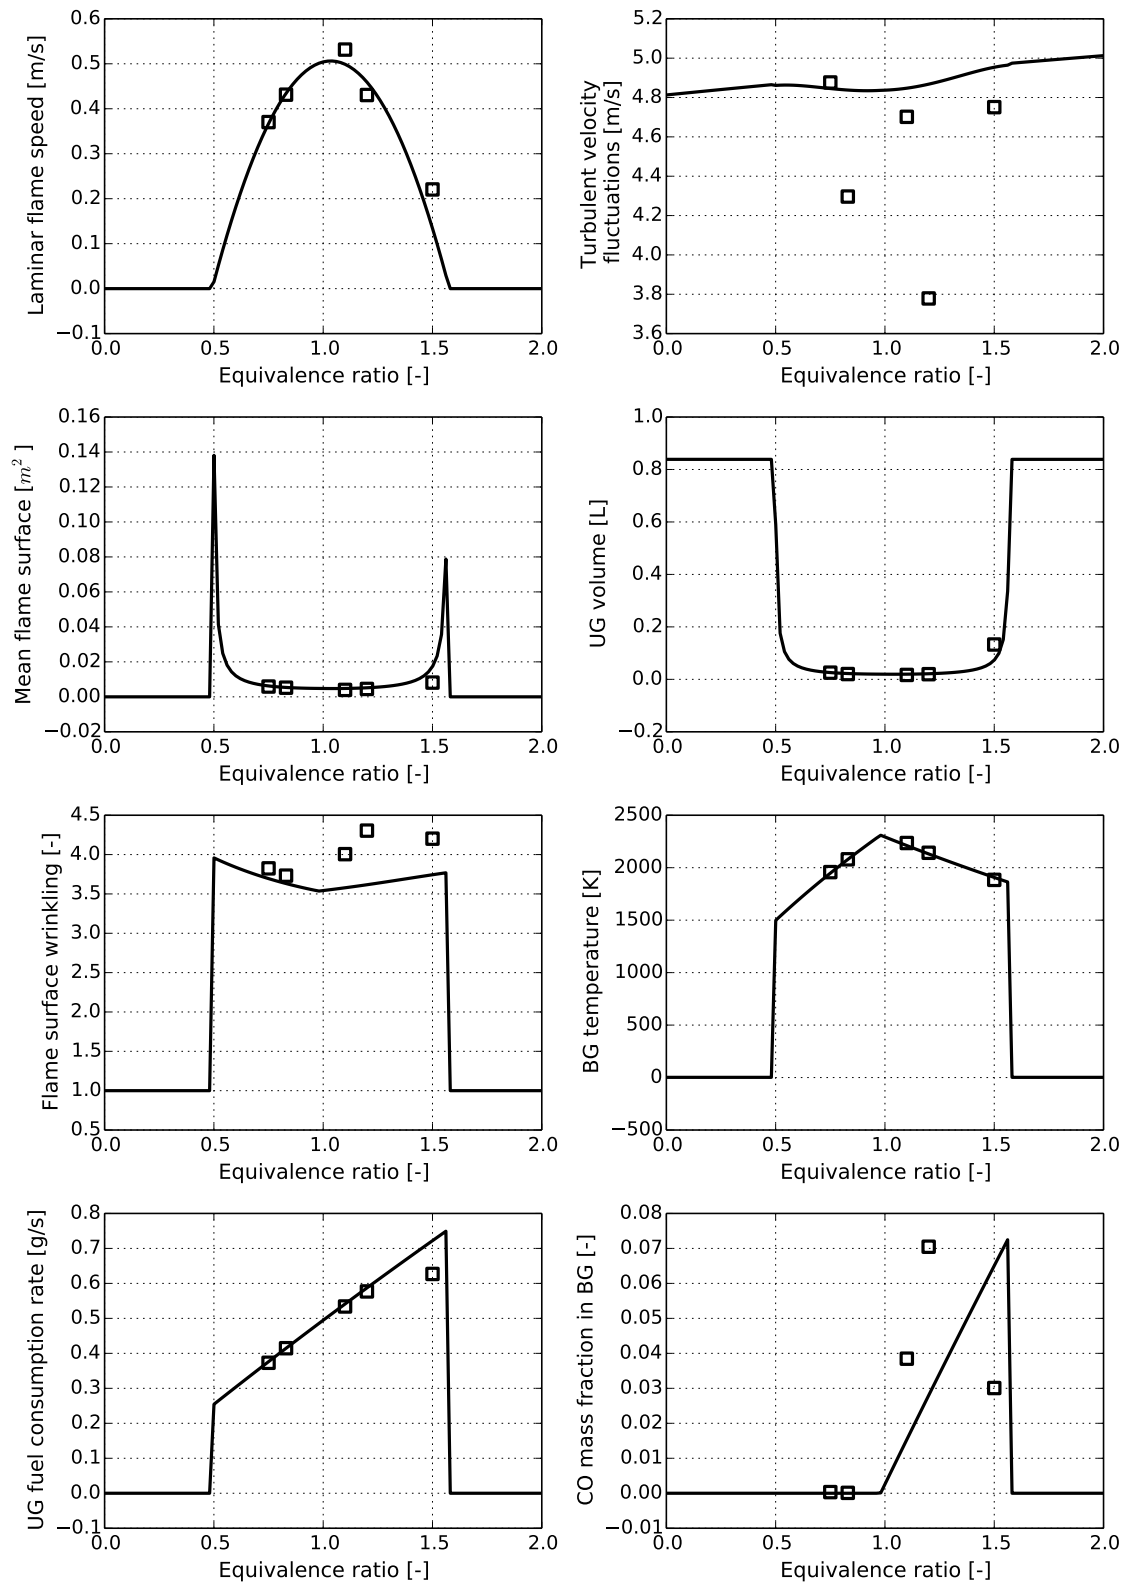 Laminar flame speed [m/s]
0.6
0.5
0.4
0.3
0.2
0.1
0.0
−0.1
0.0 0.5 1.0 1.5 2.0
Equivalence ratio [-]
Turbulent velocity
fluctuations [m/s]
5.2
5.0
4.8
4.6
4.4
4.2
4.0
3.8
3.6
0.0 0.5 1.0 1.5 2.0
Equivalence ratio [-]
Mean flame surface [m²]
0.16
0.14
0.12
0.10
0.08
0.06
0.04
0.02
0.00
−0.02
0.0 0.5 1.0 1.5 2.0
Equivalence ratio [-]
UG volume [L]
1.0
0.8
0.6
0.4
0.2
0.0
−0.2
0.0 0.5 1.0 1.5 2.0
Equivalence ratio [-]
Flame surface wrinkling [-]
4.5
4.0
3.5
3.0
2.5
2.0
1.5
1.0
0.5
0.0 0.5 1.0 1.5 2.0
Equivalence ratio [-]
BG temperature [K]
2500
2000
1500
1000
500
0
−500
0.0 0.5 1.0 1.5 2.0
Equivalence ratio [-]
UG fuel consumption rate [g/s]
0.8
0.7
0.6
0.5
0.4
0.3
0.2
0.1
0.0
−0.1
0.0 0.5 1.0 1.5 2.0
Equivalence ratio [-]
CO mass fraction in BG [-]
0.08
0.07
0.06
0.05
0.04
0.03
0.02
0.01
0.00
−0.01
0.0 0.5 1.0 1.5 2.0
Equivalence ratio [-]